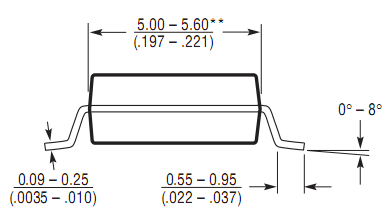 5.00 – 5.60**
(.197 – .221)
0° – 8°
0.09 – 0.25
(.0035 – .010)
0.55 – 0.95
(.022 – .037)